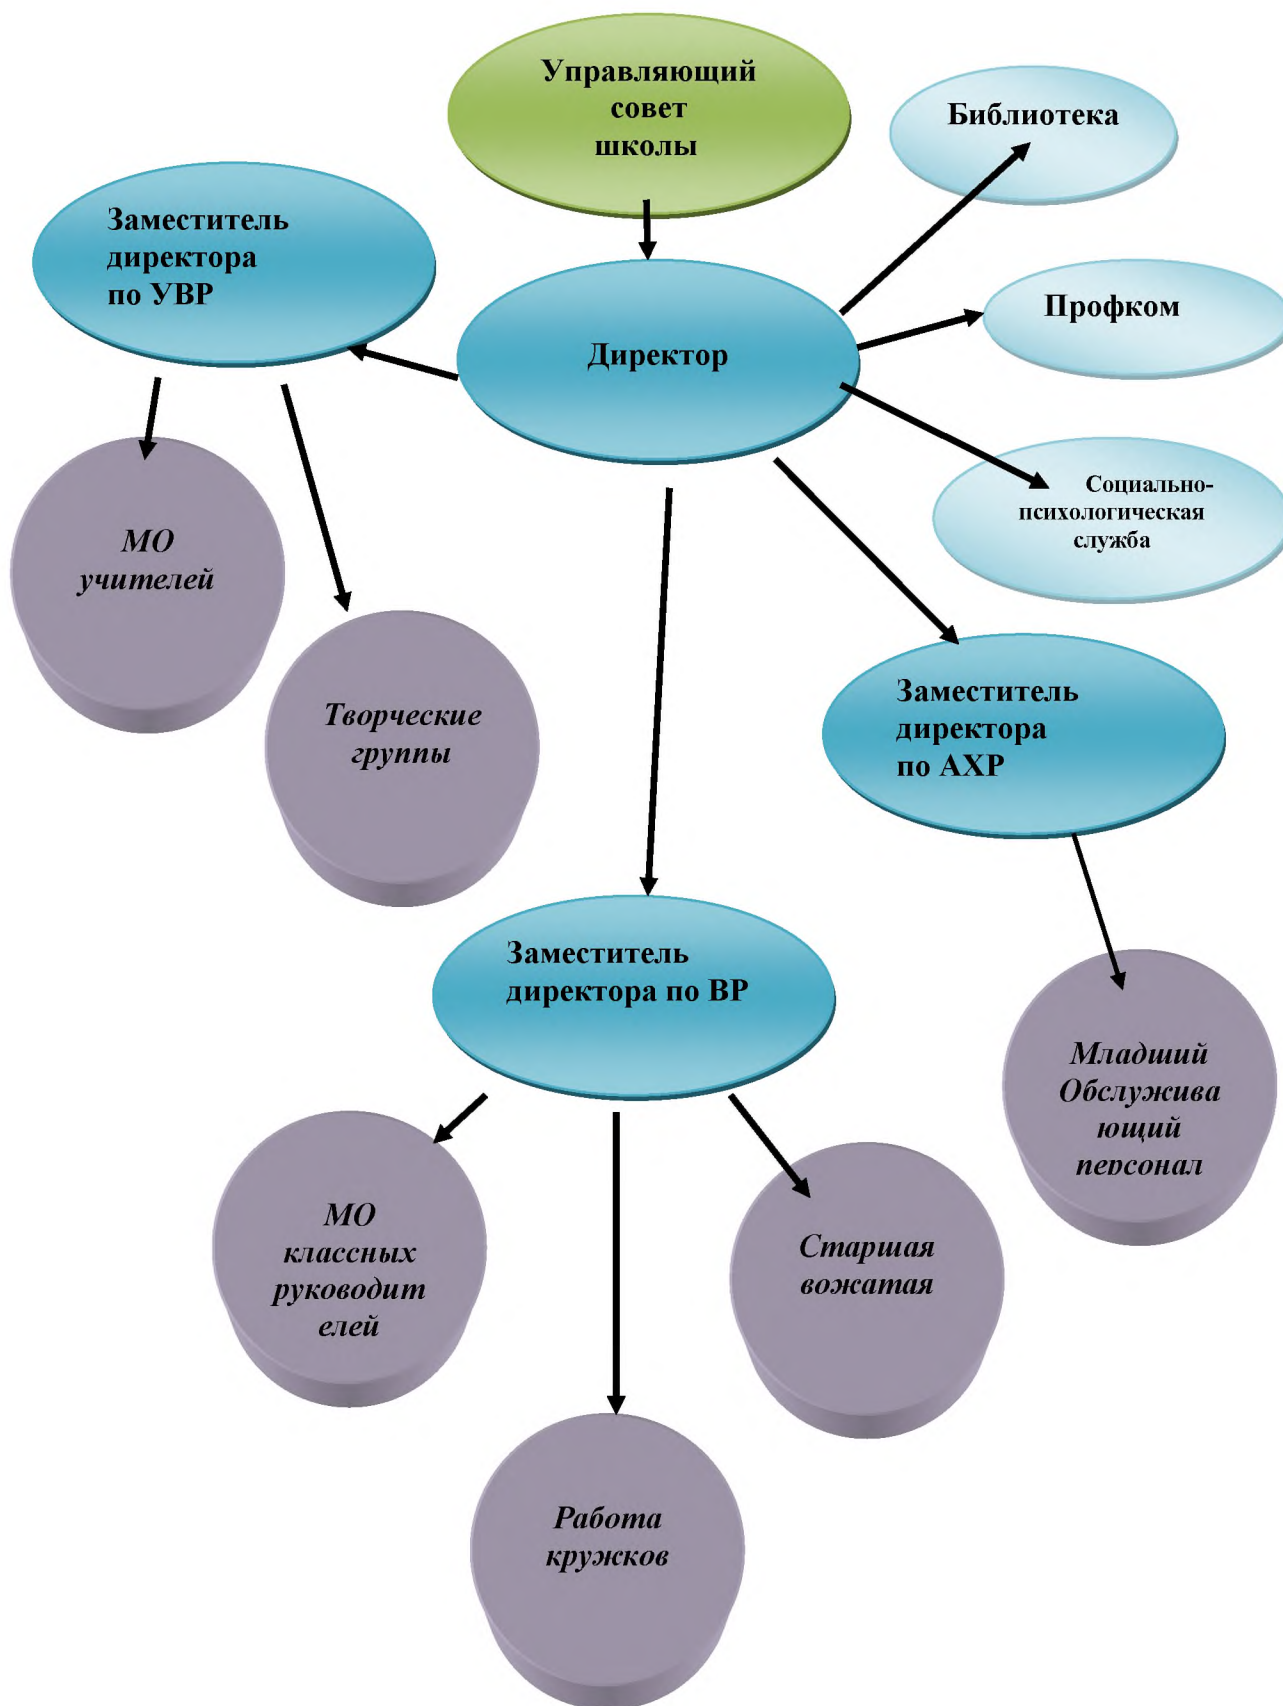 Управляющий
совет
школы
Библиотека
Заместитель
директора
по УВР
Профком
Директор
Социально-
психологическая
служба
МО
учителей
Творческие
группы
Заместитель
директора
по АХР
Заместитель
директора по ВР
Младший
Обслужива
ющий
персонал
МО
классных
руководит
елей
Старшая
вожатая
Работа
кружков